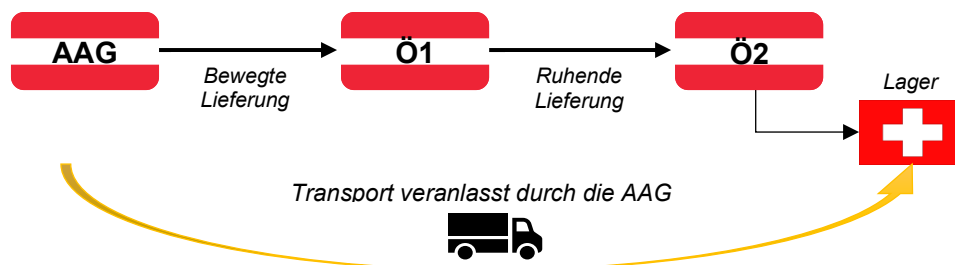 AAG
Ö1
Ö2
Bewegte
Lieferung
Ruhende
Lieferung
Lager
Transport veranlasst durch die AAG